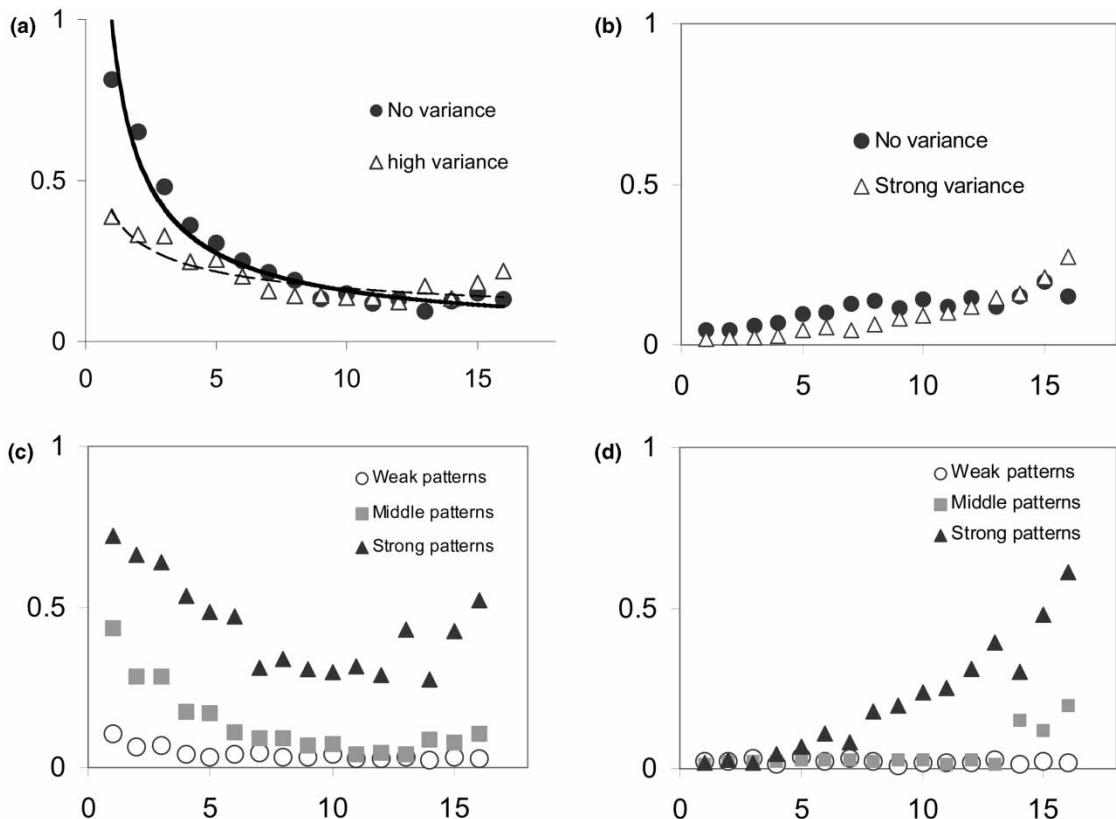 (a)
1
0.5
0
No variance
high variance
0 5 10 15
(b)
1
0.5
0
No variance
Strong variance
0 5 10 15
(c)
1
0.5
0
Weak patterns
Middle patterns
Strong patterns
0 5 10 15
(d)
1
0.5
0
Weak patterns
Middle patterns
Strong patterns
0 5 10 15